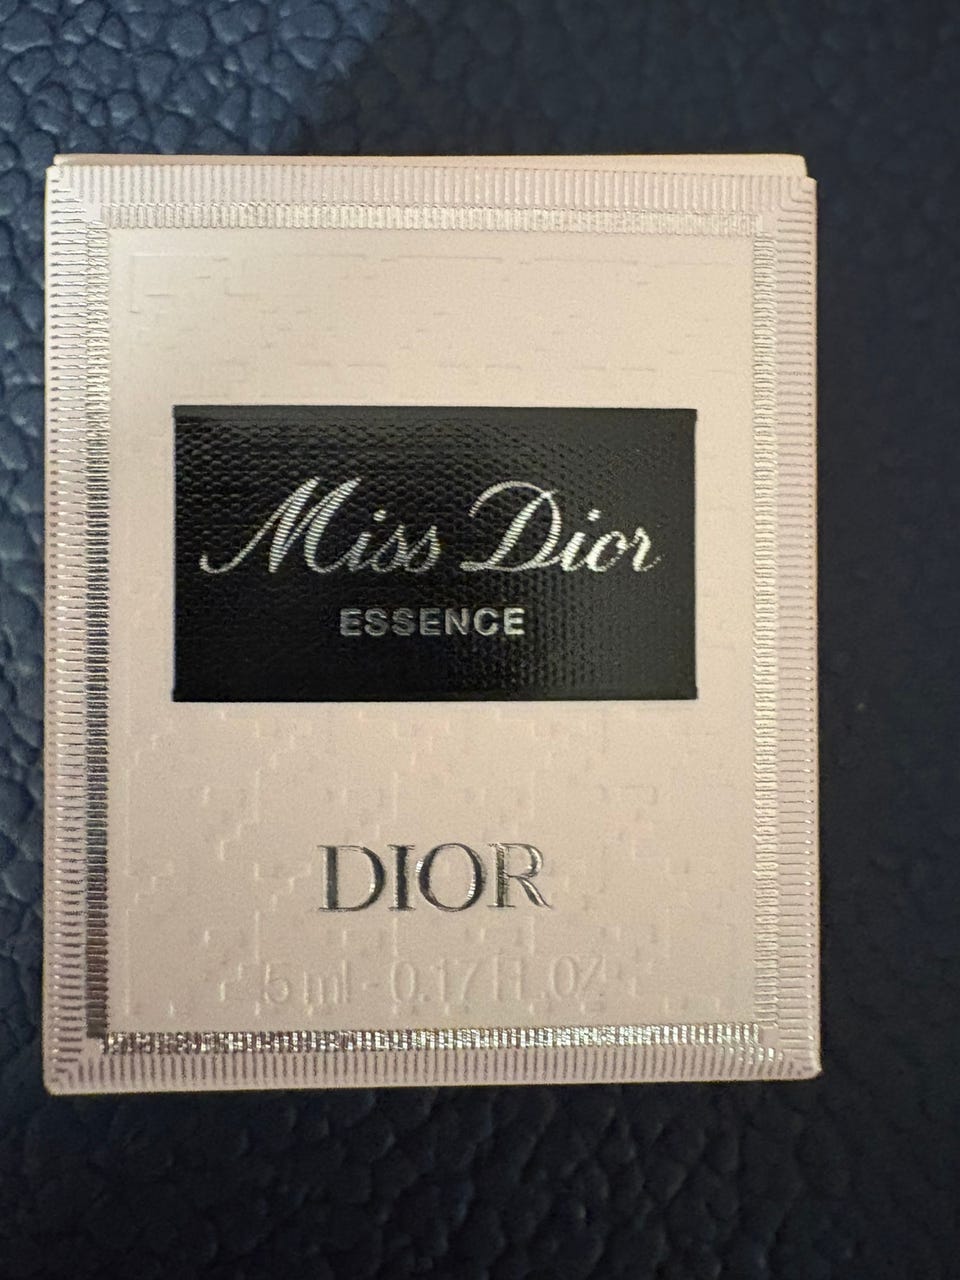 Miss Dior
ESSENCE
DIOR
5 ml - 0.17 fl. oz